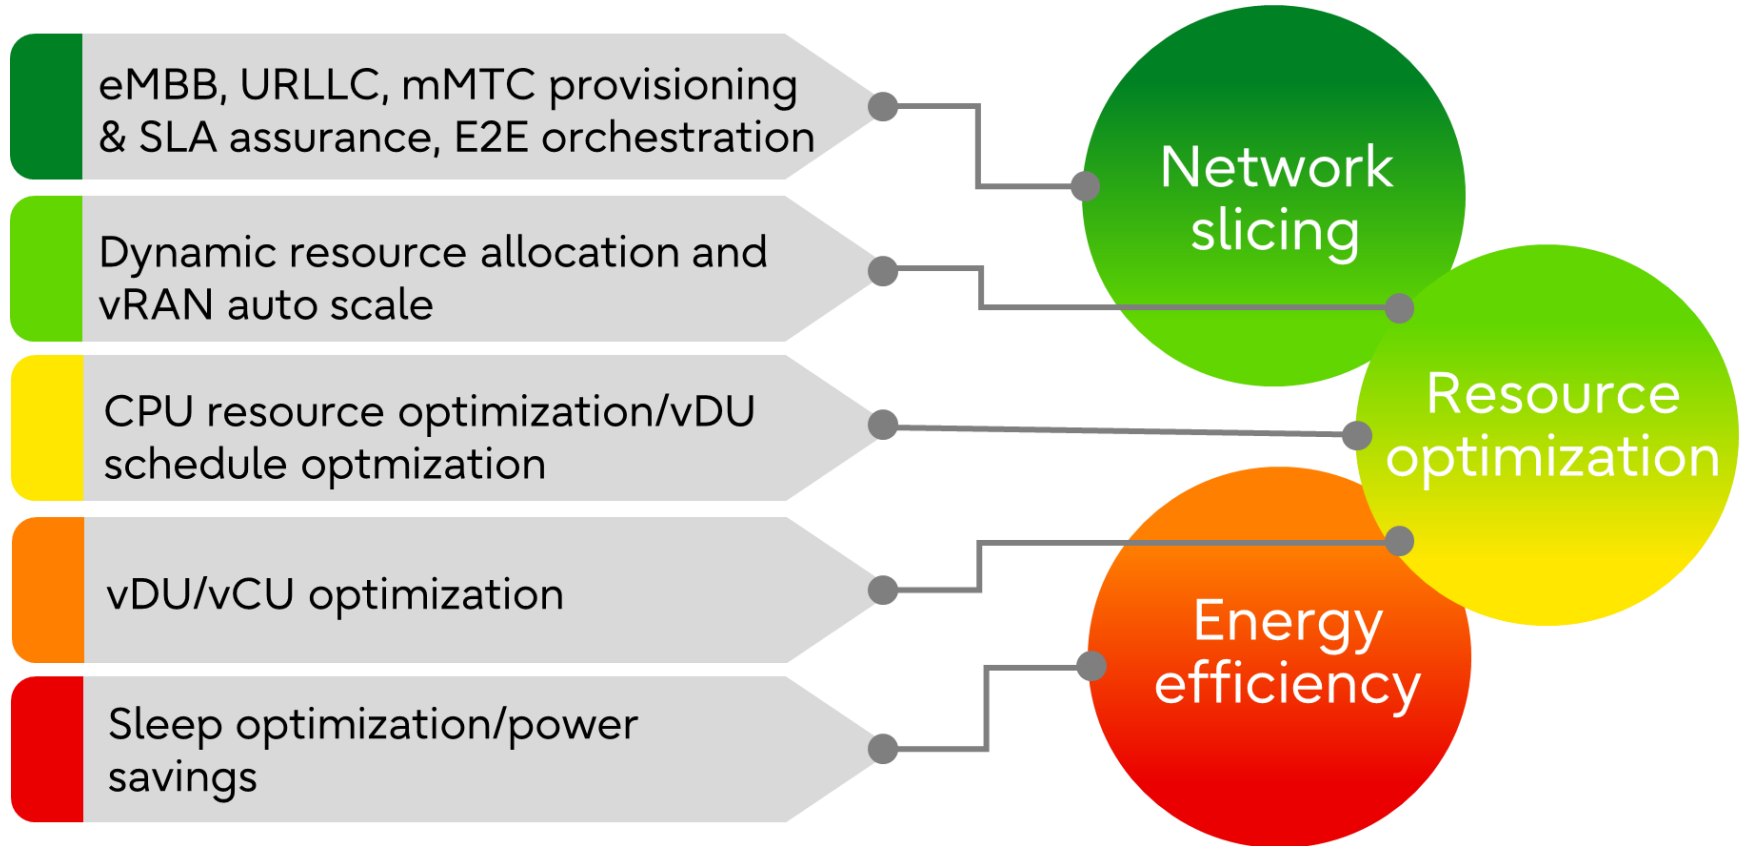 eMBB, URLLC, mMTC provisioning
& SLA assurance, E2E orchestration
Dynamic resource allocation and
vRAN auto scale
CPU resource optimization/vDU
schedule optmization
vDU/vCU optimization
Sleep optimization/power
savings
Network
slicing
Resource
optimization
Energy
efficiency